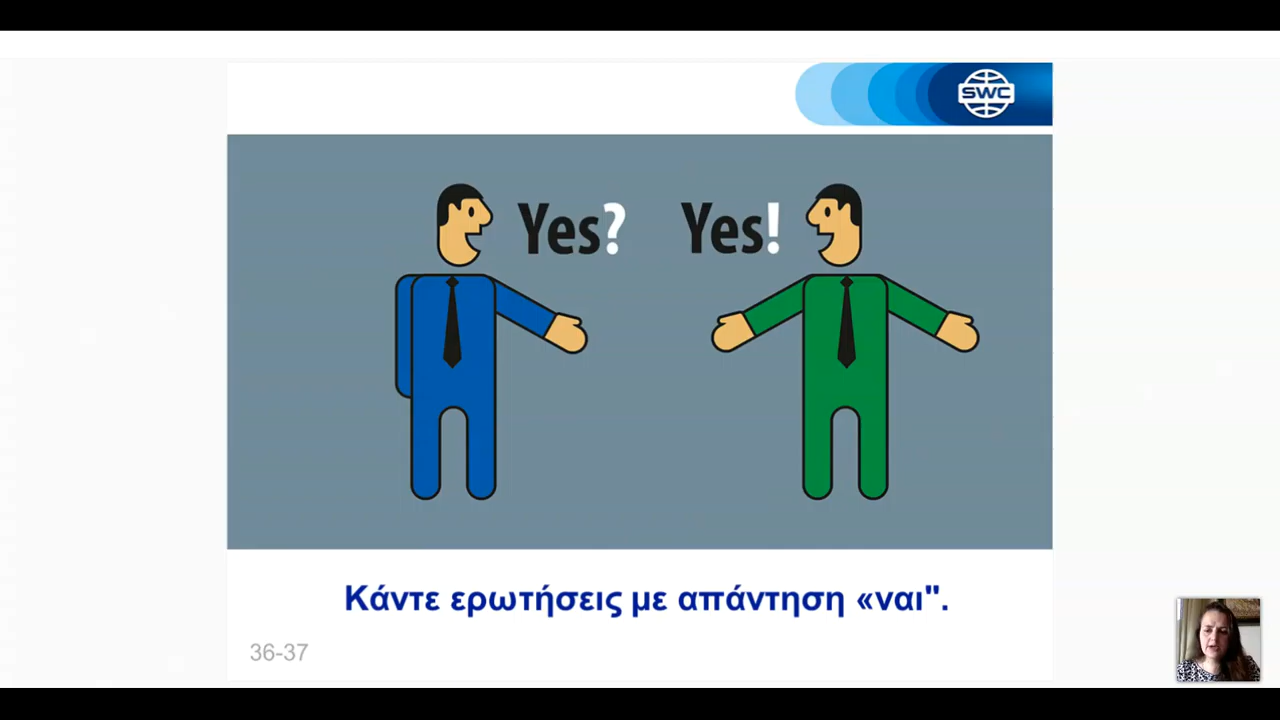 SWC
Yes? Yes!
Κάντε ερωτήσεις με απάντηση «ναι".
36-37